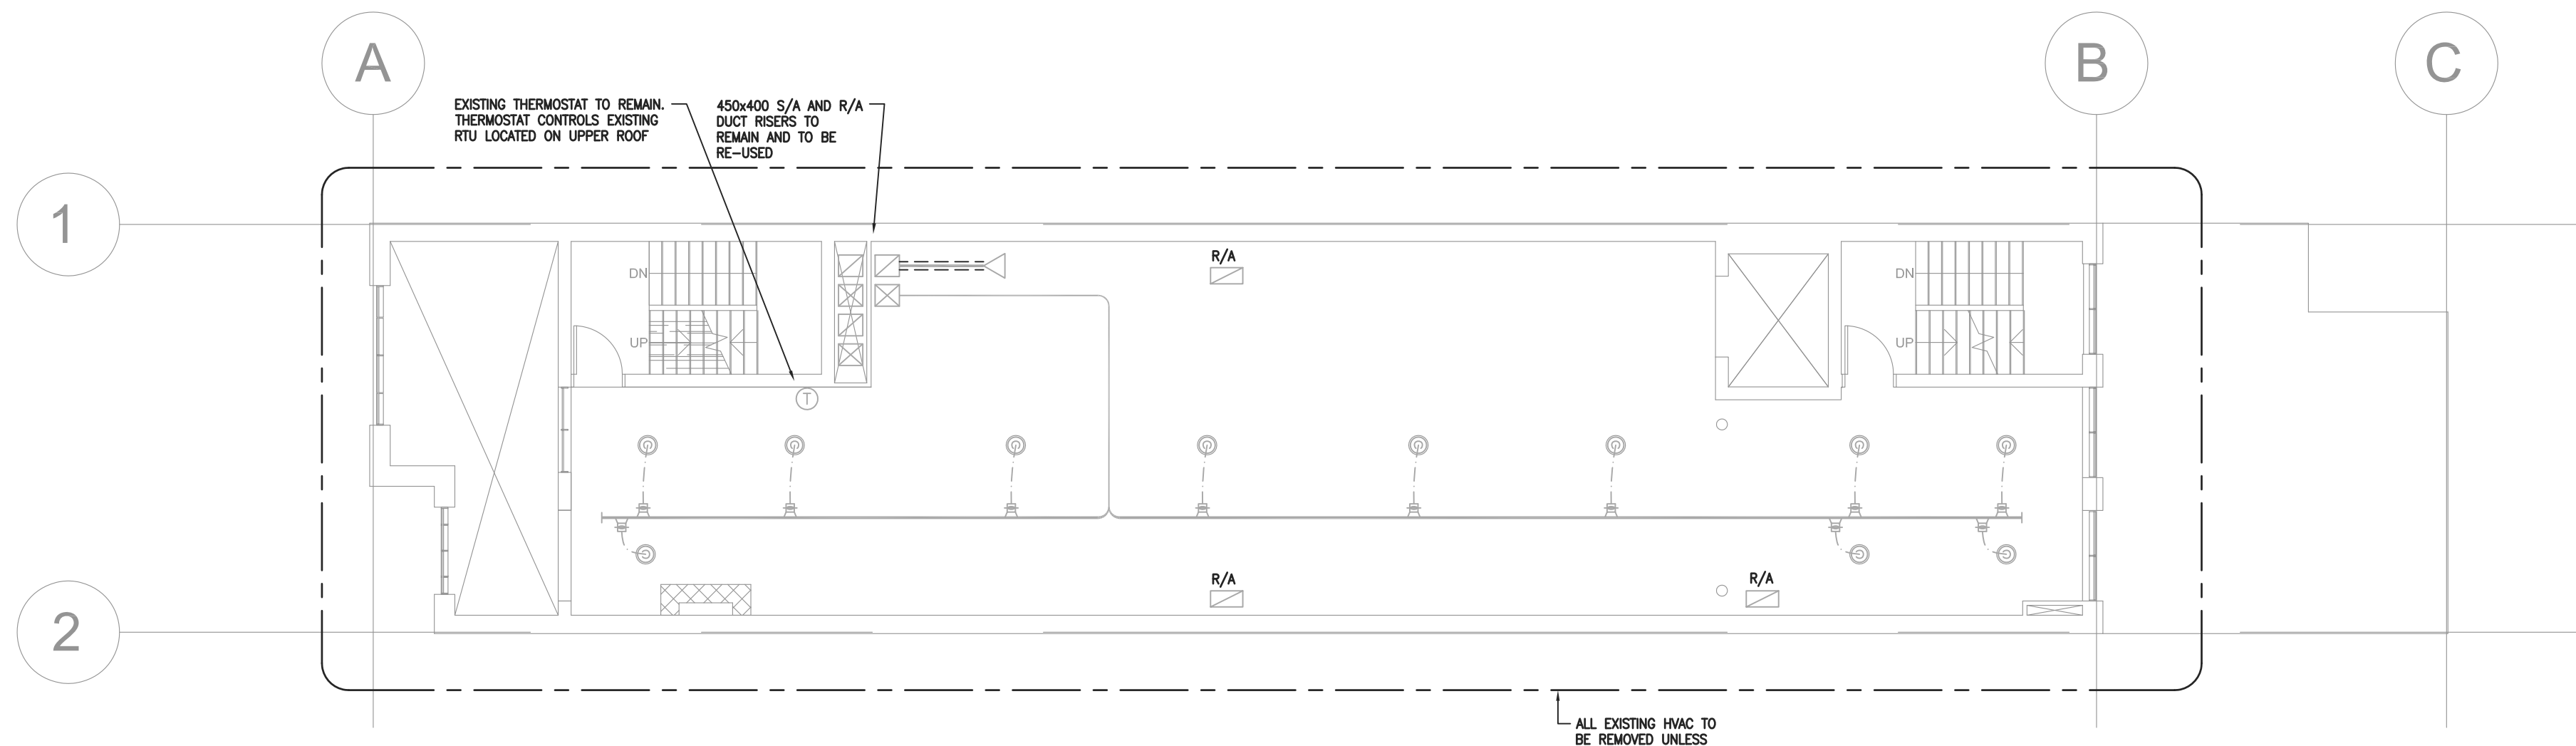 A
B
C
EXISTING THERMOSTAT TO REMAIN.
THERMOSTAT CONTROLS EXISTING
RTU LOCATED ON UPPER ROOF
450x400 S/A AND R/A
DUCT RISERS TO
REMAIN AND TO BE
RE-USED
1
R/A
DN
DN
UP
UP
T
R/A
R/A
2
ALL EXISTING HVAC TO
BE REMOVED UNLESS